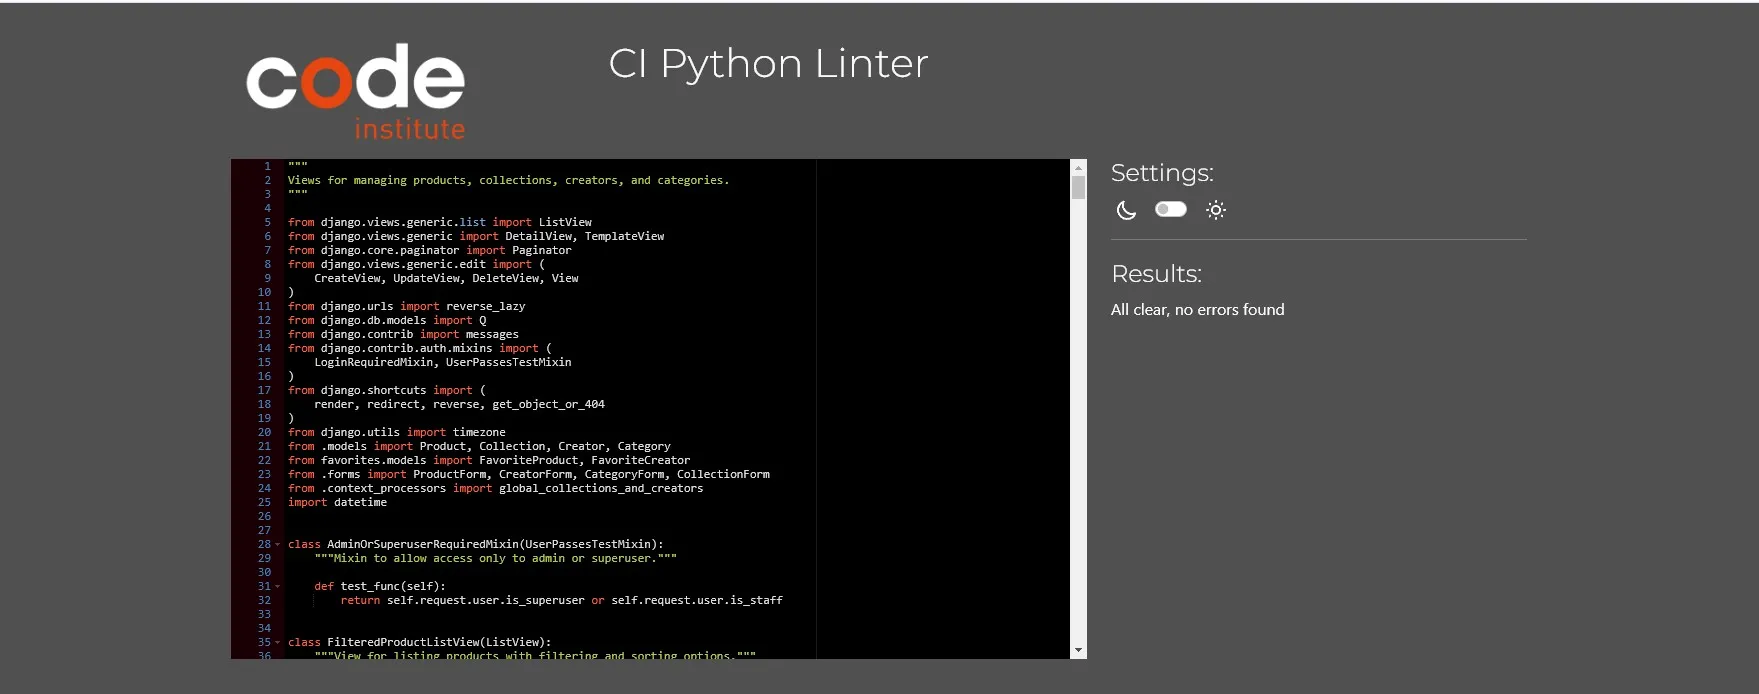 code
institute
CI Python Linter
1 """
2 Views for managing products, collections, creators, and categories.
3 """
4
5 from django.views.generic.list import ListView
6 from django.views.generic import DetailView, TemplateView
7 from django.core.paginator import Paginator
8 from django.views.generic.edit import (
9     CreateView, UpdateView, DeleteView, View
10 )
11 from django.urls import reverse_lazy
12 from django.db.models import Q
13 from django.contrib import messages
14 from django.contrib.auth.mixins import (
15     LoginRequiredMixin, UserPassesTestMixin
16 )
17 from django.shortcuts import (
18     render, redirect, reverse, get_object_or_404
19 )
20 from django.utils import timezone
21 from .models import Product, Collection, Creator, Category
22 from favorites.models import FavoriteProduct, FavoriteCreator
23 from .forms import ProductForm, CreatorForm, CategoryForm, CollectionForm
24 from .context_processors import global_collections_and_creators
25 import datetime
26
27
28 class AdminOrSuperuserRequiredMixin(UserPassesTestMixin):
29     """Mixin to allow access only to admin or superuser."""
30
31     def test_func(self):
32         return self.request.user.is_superuser or self.request.user.is_staff
33
34
35 class FilteredProductListView(ListView):
36     """View for listing products with filtering and sorting options."""
Settings:
Results:
All clear, no errors found